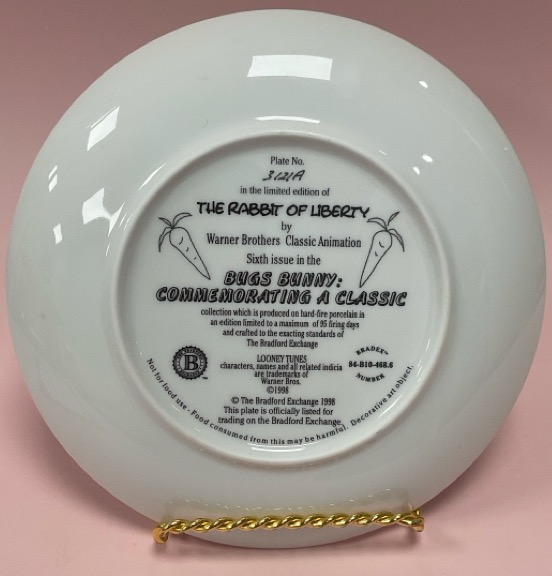 Plate No.
3121A
in the limited edition of
THE RABBIT OF LIBERTY
by
Warner Brothers Classic Animation
Sixth issue in the
BUGS BUNNY:
COMMEMORATING A CLASSIC
collection which is produced on hard-fire porcelain in
an edition limited to a maximum of 95 firing days
and crafted to the exacting standards of
The Bradford Exchange
B
LOONEY TUNES
characters, names and all related indicia
are trademarks of
Warner Bros.
©1998
BRADEX™
84-B10-468.6
NUMBER
© The Bradford Exchange 1998
This plate is officially listed for
trading on the Bradford Exchange.
Not for food use - Food consumed from this may be harmful. Decorative art object.